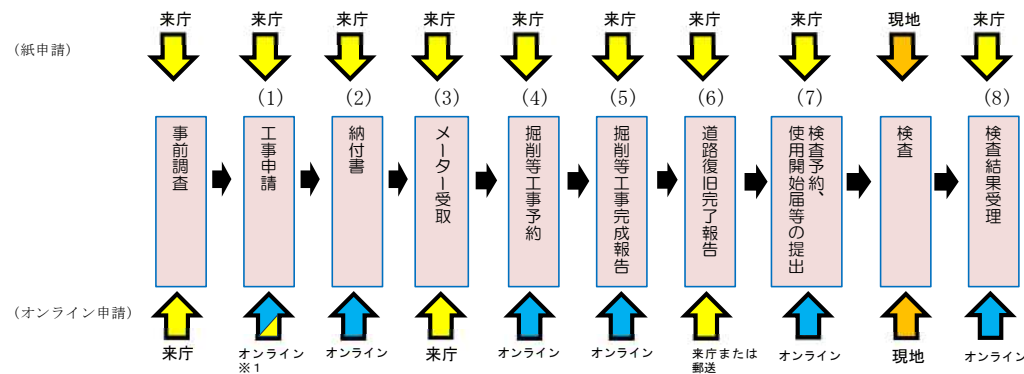 来庁 来庁 来庁 来庁 来庁 来庁 来庁 来庁 現地 来庁
(紙申請)
(1) (2) (3) (4) (5) (6) (7) (8)
事前調査
工事申請
納付書
メーター受取
掘削等工事予約
掘削等工事完成報告
道路復旧完了報告
検査予約、
使用開始届等の提出
検査
検査結果受理
(オンライン申請)
来庁 オンライン オンライン 来庁 オンライン オンライン 来庁または オンライン 現地 オンライン
※1 郵送